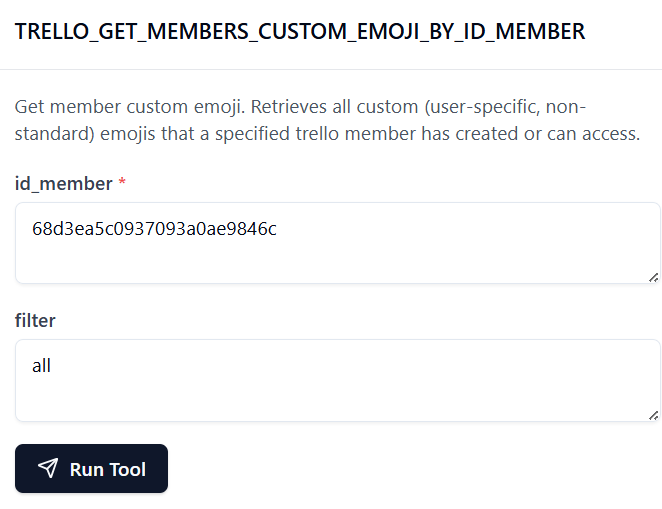 TRELLO_GET_MEMBERS_CUSTOM_EMOJI_BY_ID_MEMBER
Get member custom emoji. Retrieves all custom (user-specific, non-
standard) emojis that a specified trello member has created or can access.
id_member *
68d3ea5c0937093a0ae9846c
filter
all
Run Tool